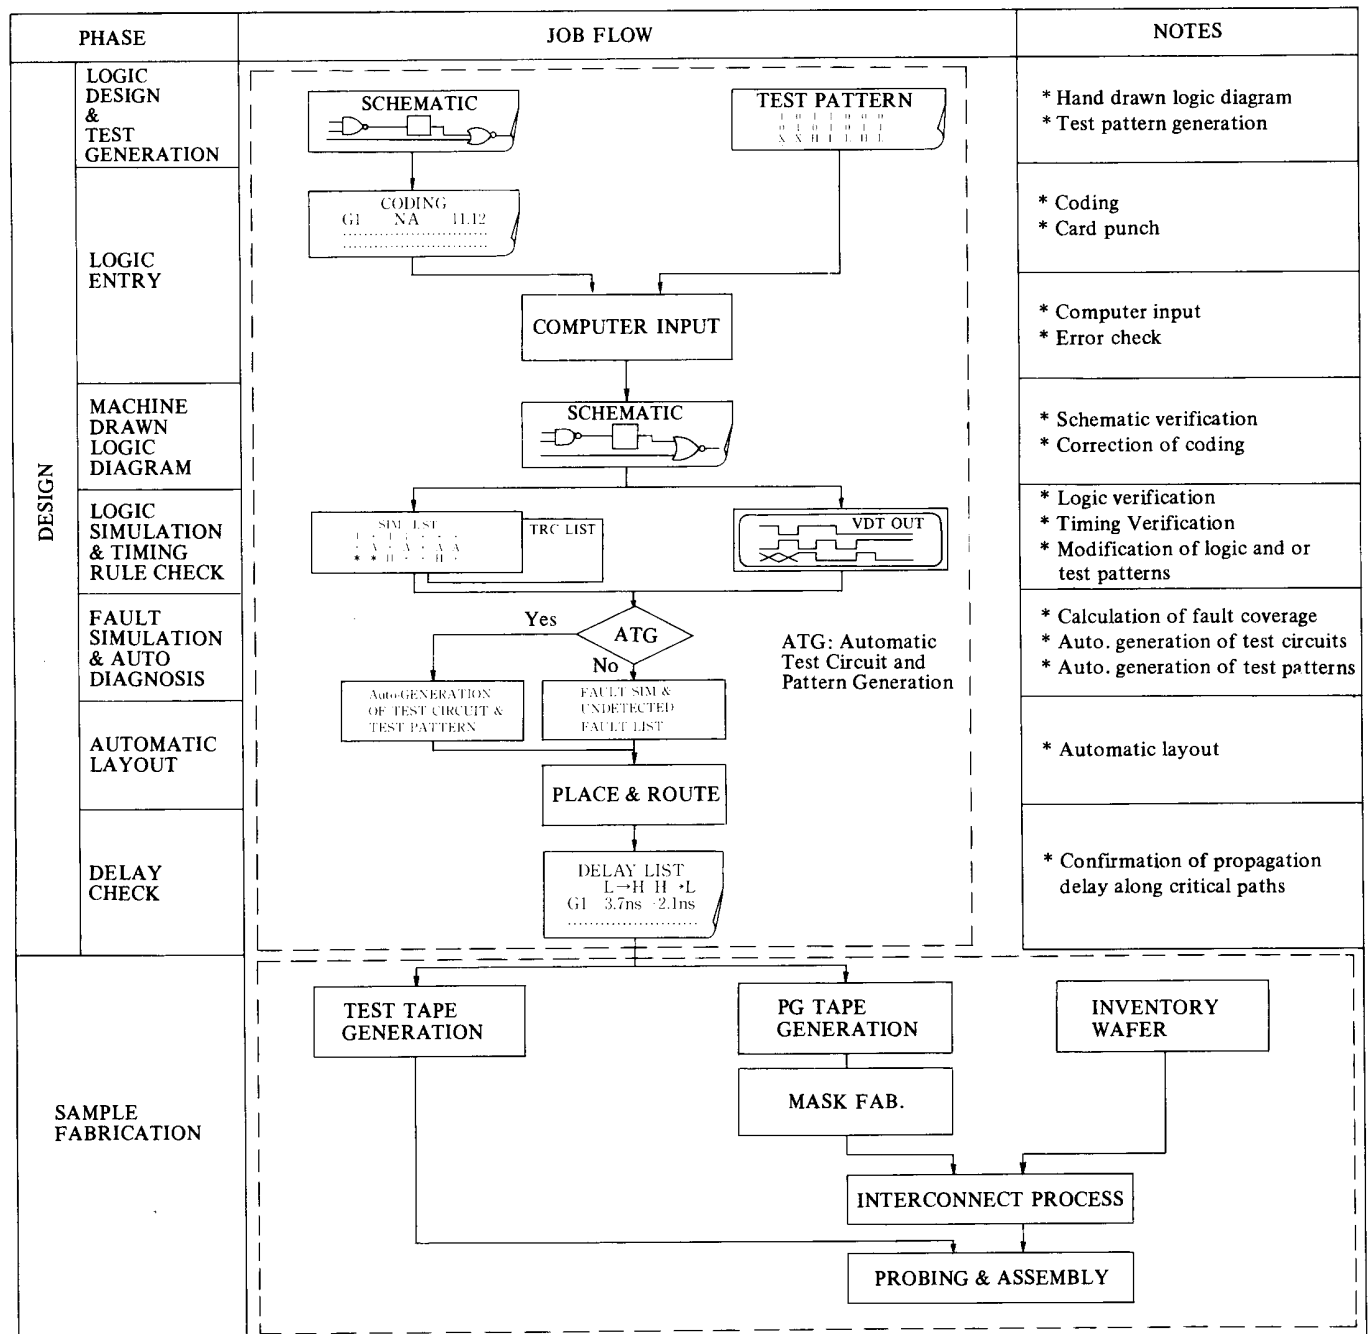 PHASE
JOB FLOW
NOTES
DESIGN
LOGIC
DESIGN
&
TEST
GENERATION
SCHEMATIC
TEST PATTERN
* Hand drawn logic diagram
* Test pattern generation
LOGIC
ENTRY
CODING
G1 NA 11.12
COMPUTER INPUT
* Coding
* Card punch
* Computer input
* Error check
MACHINE
DRAWN
LOGIC
DIAGRAM
SCHEMATIC
* Schematic verification
* Correction of coding
LOGIC
SIMULATION
& TIMING
RULE CHECK
SIM LIST
TRC LIST
VDT OUT
* Logic verification
* Timing Verification
* Modification of logic and or
test patterns
FAULT
SIMULATION
& AUTO
DIAGNOSIS
Yes
ATG
No
ATG: Automatic
Test Circuit and
Pattern Generation
Auto-GENERATION
OF TEST CIRCUIT &
TEST PATTERN
FAULT SIM &
UNDETECTED
FAULT LIST
* Calculation of fault coverage
* Auto. generation of test circuits
* Auto. generation of test patterns
AUTOMATIC
LAYOUT
PLACE & ROUTE
* Automatic layout
DELAY
CHECK
DELAY LIST
L→H H→L
G1 3.7ns 2.1ns
* Confirmation of propagation
delay along critical paths
SAMPLE
FABRICATION
TEST TAPE
GENERATION
PG TAPE
GENERATION
INVENTORY
WAFER
MASK FAB.
INTERCONNECT PROCESS
PROBING & ASSEMBLY